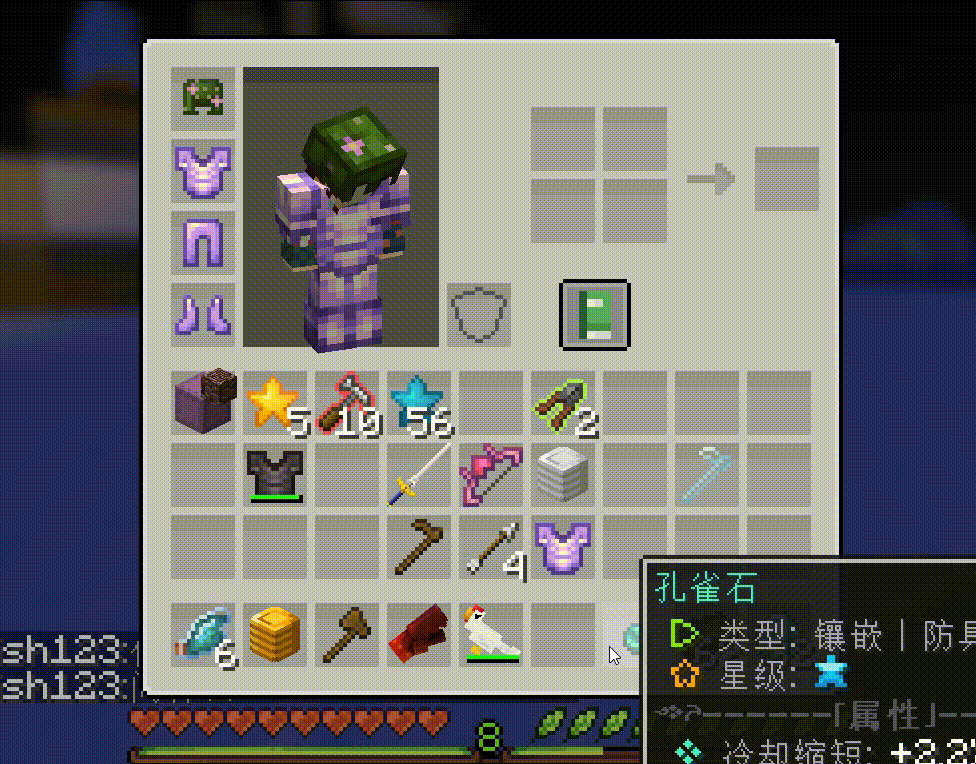 5
10
56
2
4
6
sh123:
sh123:
8
孔雀石
类型: 镶嵌 | 防具
星级:
------「属性」--
冷却缩短: +2.2